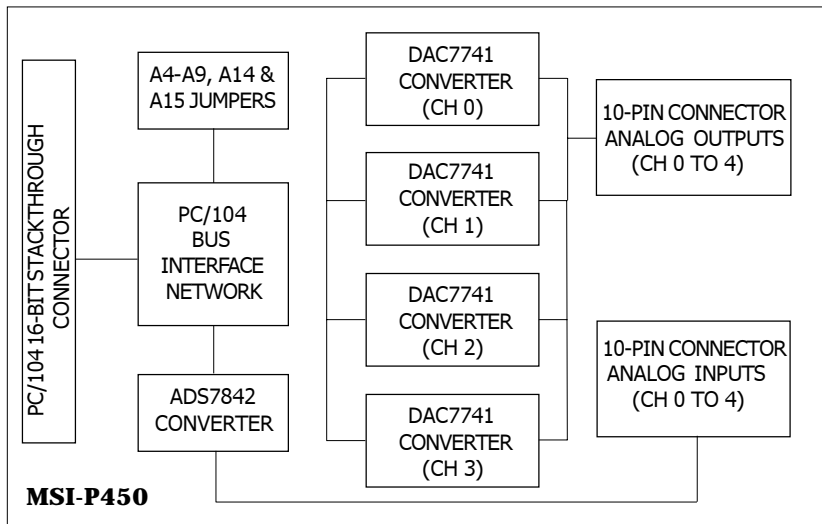 PC/104 16-BIT STACKTHROUGH
CONNECTOR
A4-A9, A14 &
A15 JUMPERS
PC/104
BUS
INTERFACE
NETWORK
ADS7842
CONVERTER
DAC7741
CONVERTER
(CH 0)
DAC7741
CONVERTER
(CH 1)
DAC7741
CONVERTER
(CH 2)
DAC7741
CONVERTER
(CH 3)
10-PIN CONNECTOR
ANALOG OUTPUTS
(CH 0 TO 4)
10-PIN CONNECTOR
ANALOG INPUTS
(CH 0 TO 4)
MSI-P450